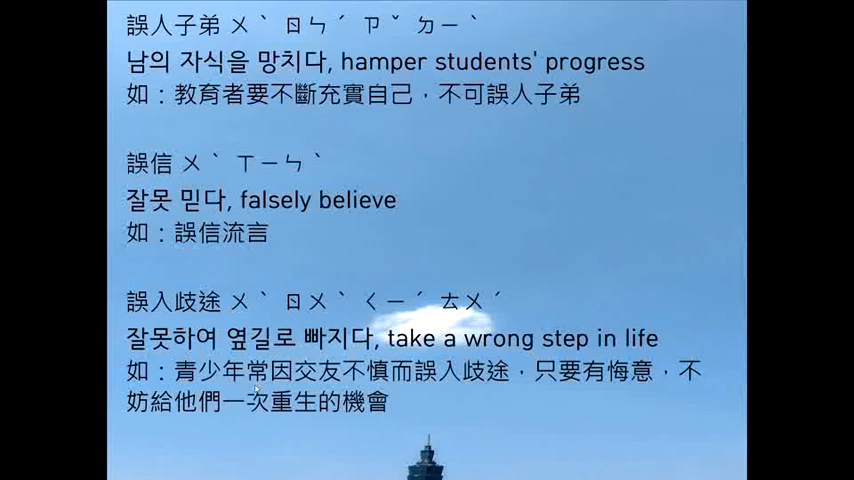 誤人子弟 ㄨˋ ㄖㄣˊ ㄗˇ ㄉㄧˋ
남의 자식을 망치다, hamper students' progress
如：教育者要不斷充實自己，不可誤人子弟
誤信 ㄨˋ ㄒㄧㄣˋ
잘못 믿다, falsely believe
如：誤信流言
誤入歧途 ㄨˋ ㄖㄨˋ ㄑㄧˊ ㄊㄨˊ
잘못하여 옆길로 빠지다, take a wrong step in life
如：青少年常因交友不慎而誤入歧途，只要有悔意，不
妨給他們一次重生的機會